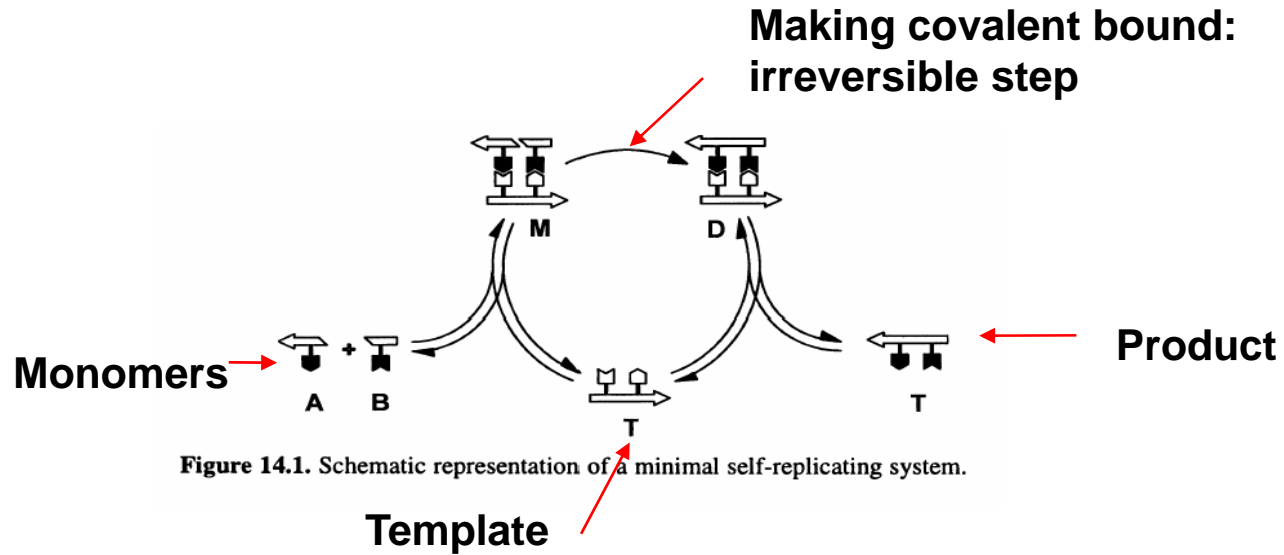 Making covalent bound:
irreversible step
M
D
Monomers
+
A
B
T
T
Product
Figure 14.1. Schematic representation of a minimal self-replicating system.
Template